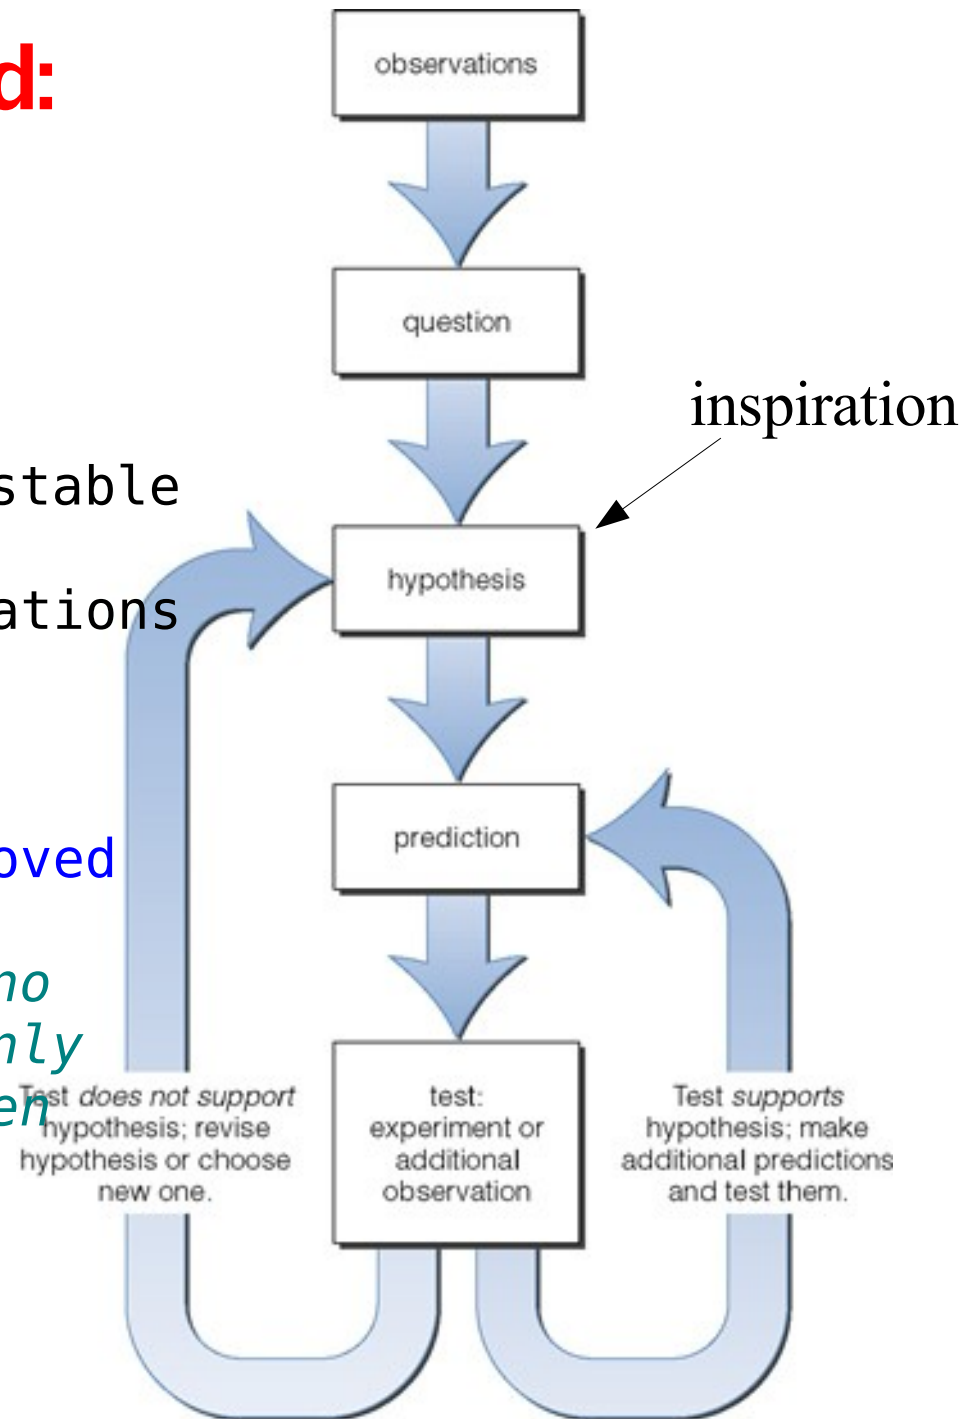 d:
observations
question
inspiration
stable
hypothesis
ations
prediction
oved
no
nly
en
Test does not support
hypothesis; revise
hypothesis or choose
new one.
test:
experiment or
additional
observation
Test supports
hypothesis; make
additional predictions
and test them.